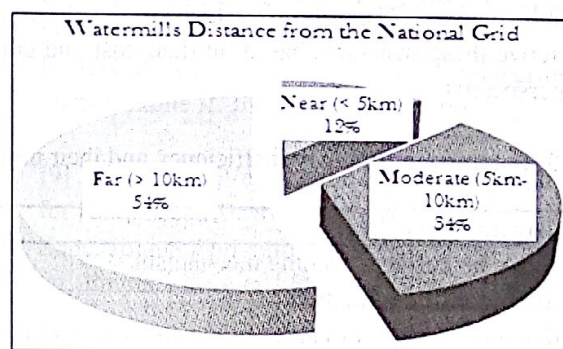 Watermills Distance from the National Grid
Near (< 5km)
12%
Far (> 10km)
54%
Moderate (5km-
10km)
34%